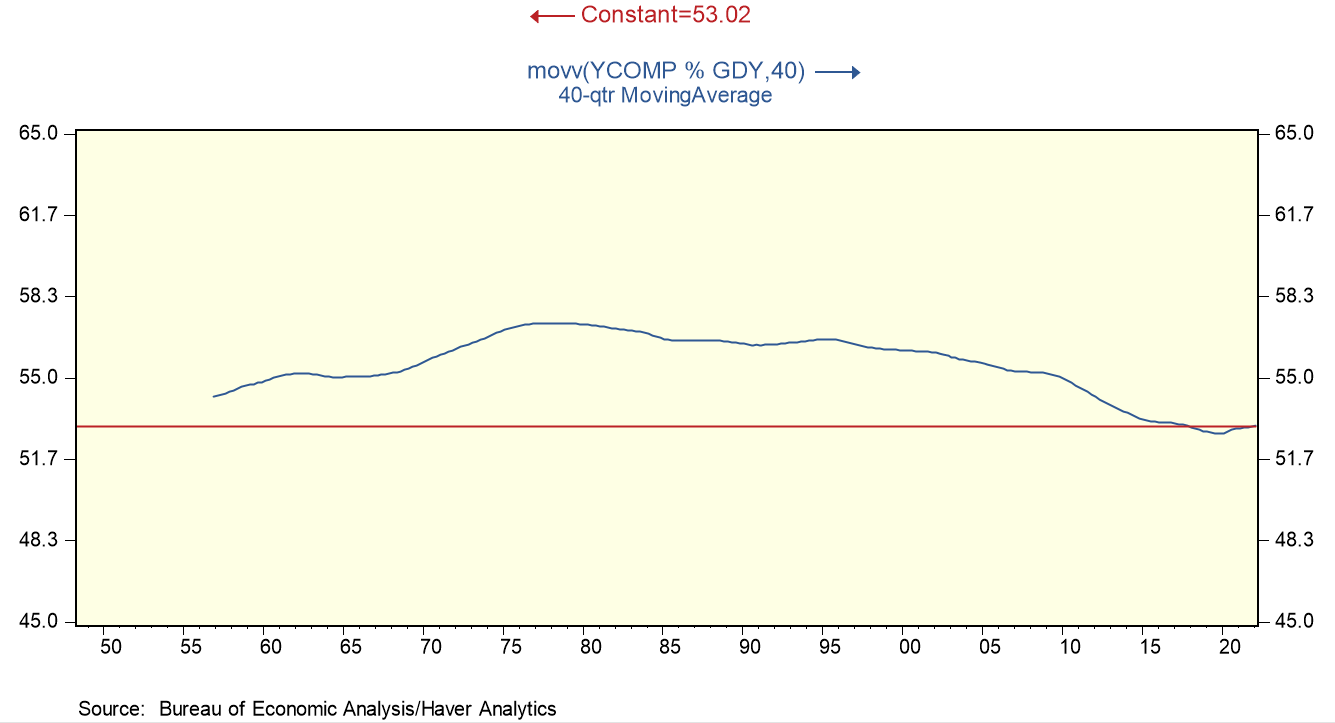 Constant=53.02
movv(YCOMP % GDY,40)
40-qtr MovingAverage
65.0 65.0
61.7 61.7
58.3 58.3
55.0 55.0
51.7 51.7
48.3 48.3
45.0 45.0
50 55 60 65 70 75 80 85 90 95 00 05 10 15 20
Source: Bureau of Economic Analysis/Haver Analytics